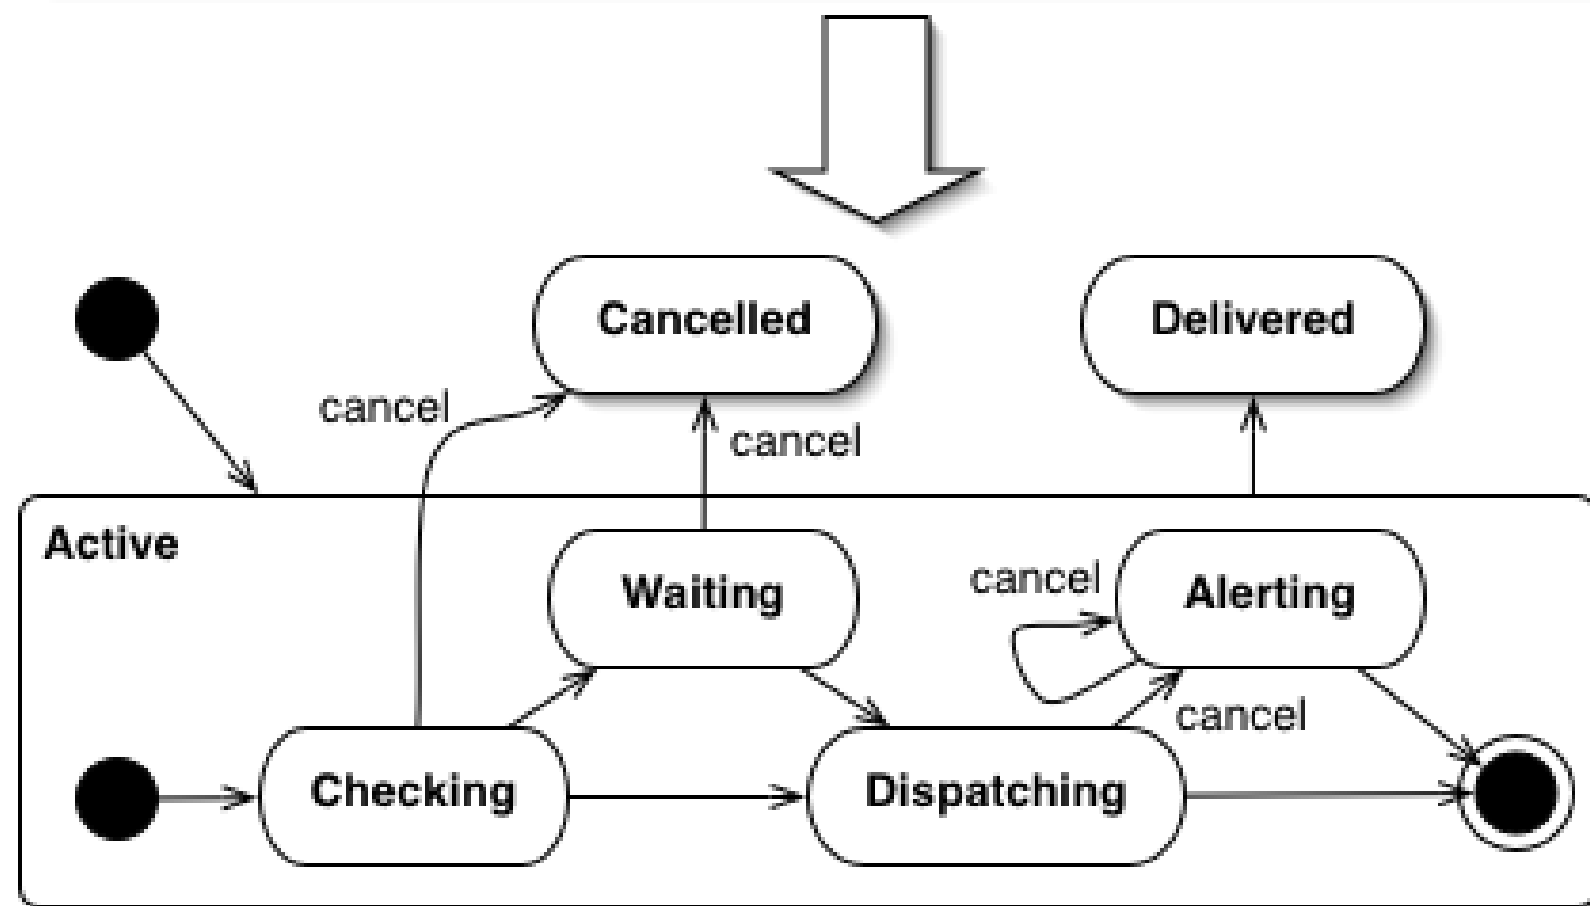 Cancelled
Delivered
cancel
cancel
Active
Waiting
cancel
Alerting
cancel
Checking
Dispatching